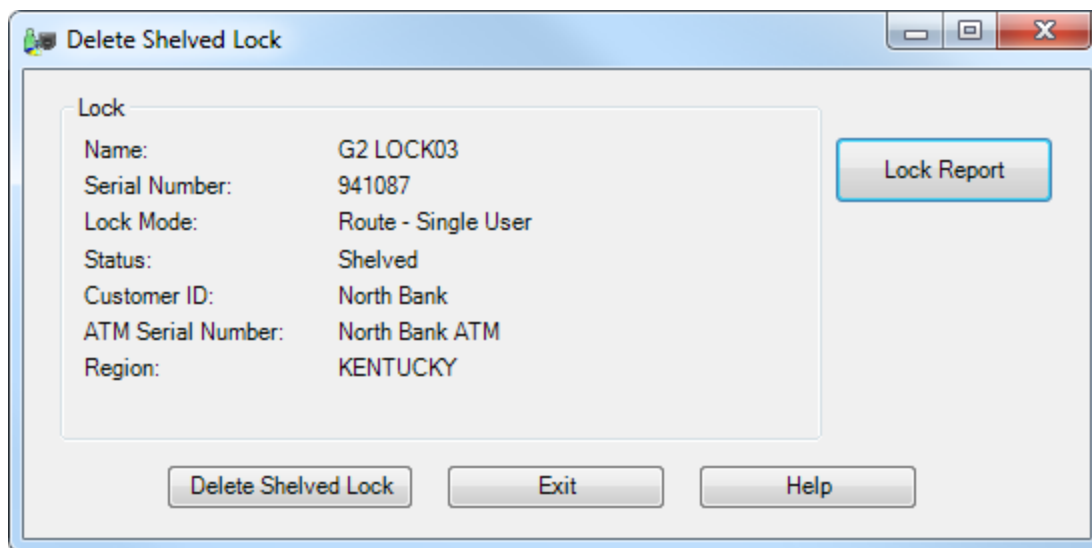 Delete Shelved Lock
Lock
Name: G2 LOCK03
Serial Number: 941087
Lock Mode: Route - Single User
Status: Shelved
Customer ID: North Bank
ATM Serial Number: North Bank ATM
Region: KENTUCKY
Lock Report
Delete Shelved Lock Exit Help